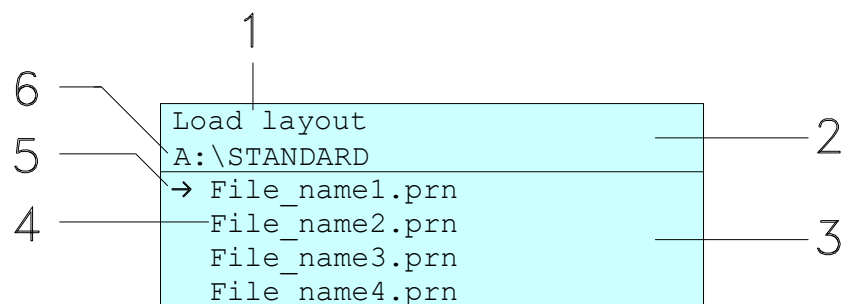 1
6
Load layout
2
A:\STANDARD
5
→ File_name1.prn
4
File_name2.prn
3
File_name3.prn
File_name4.prn